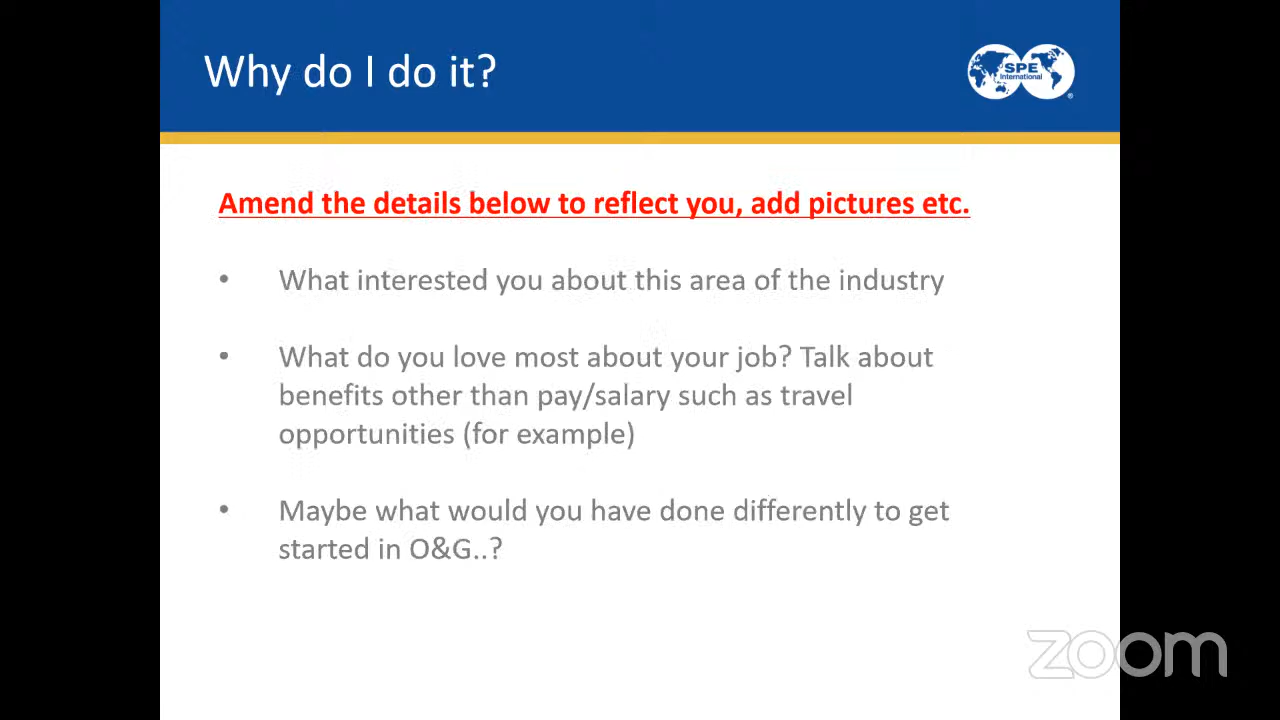 Why do I do it?
SPE
International
Amend the details below to reflect you, add pictures etc.
• What interested you about this area of the industry
• What do you love most about your job? Talk about
benefits other than pay/salary such as travel
opportunities (for example)
• Maybe what would you have done differently to get
started in O&G..?
zoom